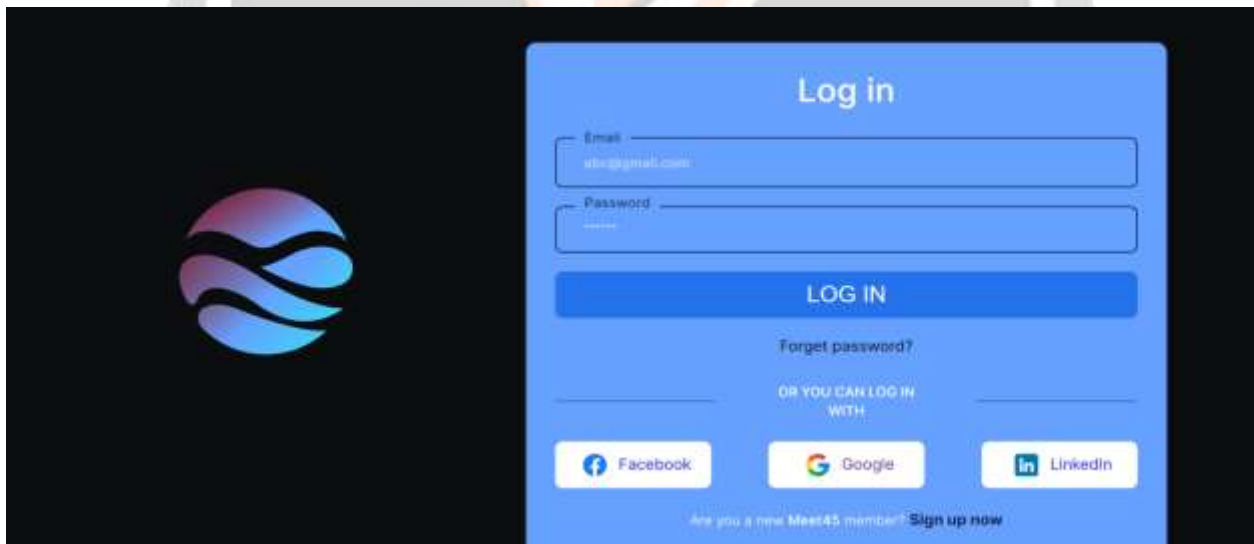 Log in
Email
abc@gmail.com
Password
······
LOG IN
Forget password?
OR YOU CAN LOG IN
WITH
Facebook
Google
LinkedIn
Are you a new Meet45 member? Sign up now